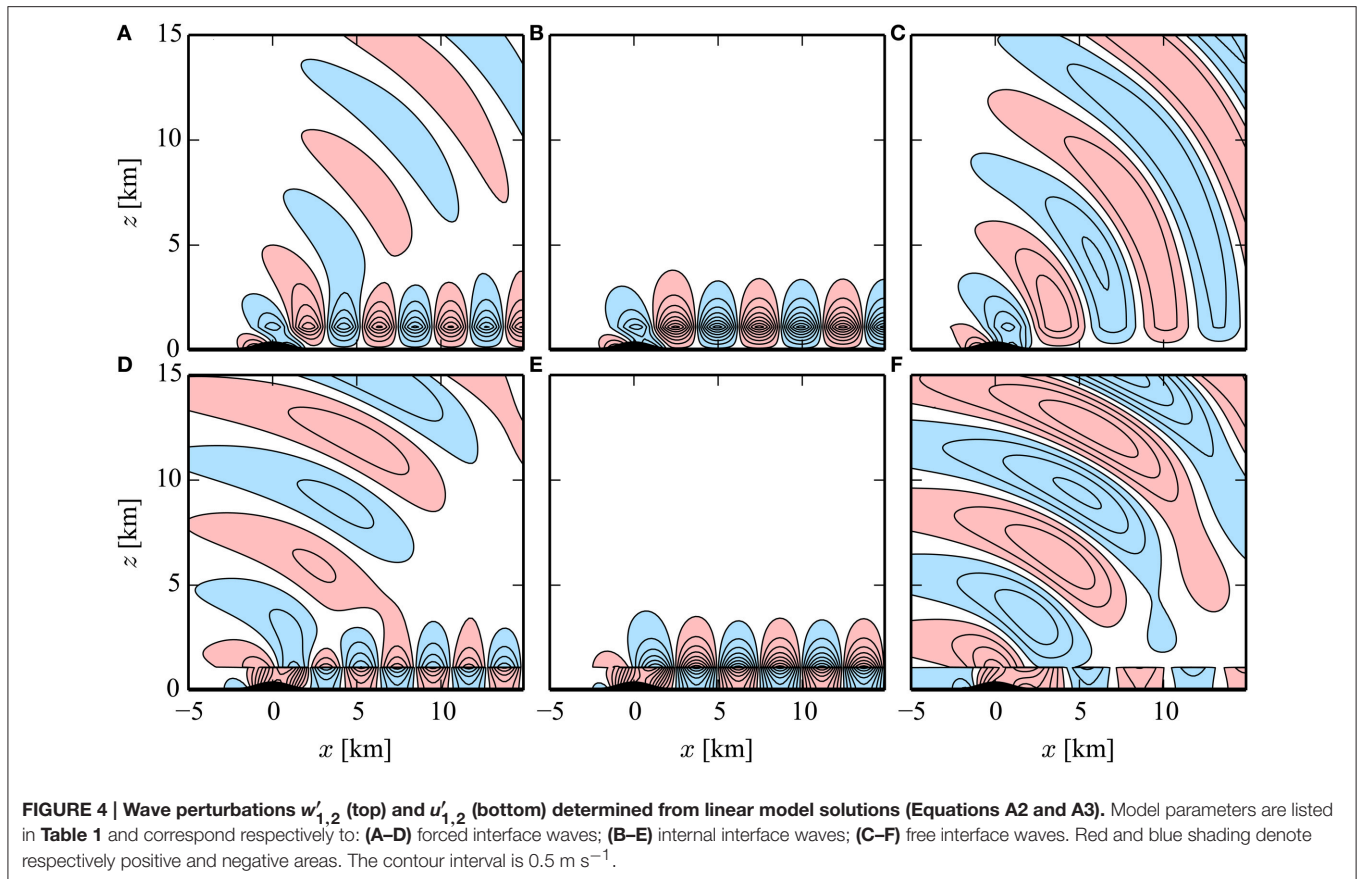 A B C
15
10
5
0
z [km]
D E F
15
10
5
0
z [km]
−5 0 5 10 −5 0 5 10 −5 0 5 10
x [km] x [km] x [km]
FIGURE 4 | Wave perturbations w′1,2 (top) and u′1,2 (bottom) determined from linear model solutions (Equations A2 and A3). Model parameters are listed
in Table 1 and correspond respectively to: (A–D) forced interface waves; (B–E) internal interface waves; (C–F) free interface waves. Red and blue shading denote
respectively positive and negative areas. The contour interval is 0.5 m s−1.